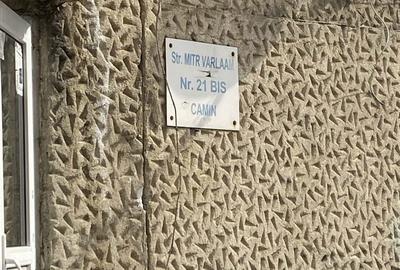 Str. MITR VARLAAM
Nr. 21 BIS
CAMIN